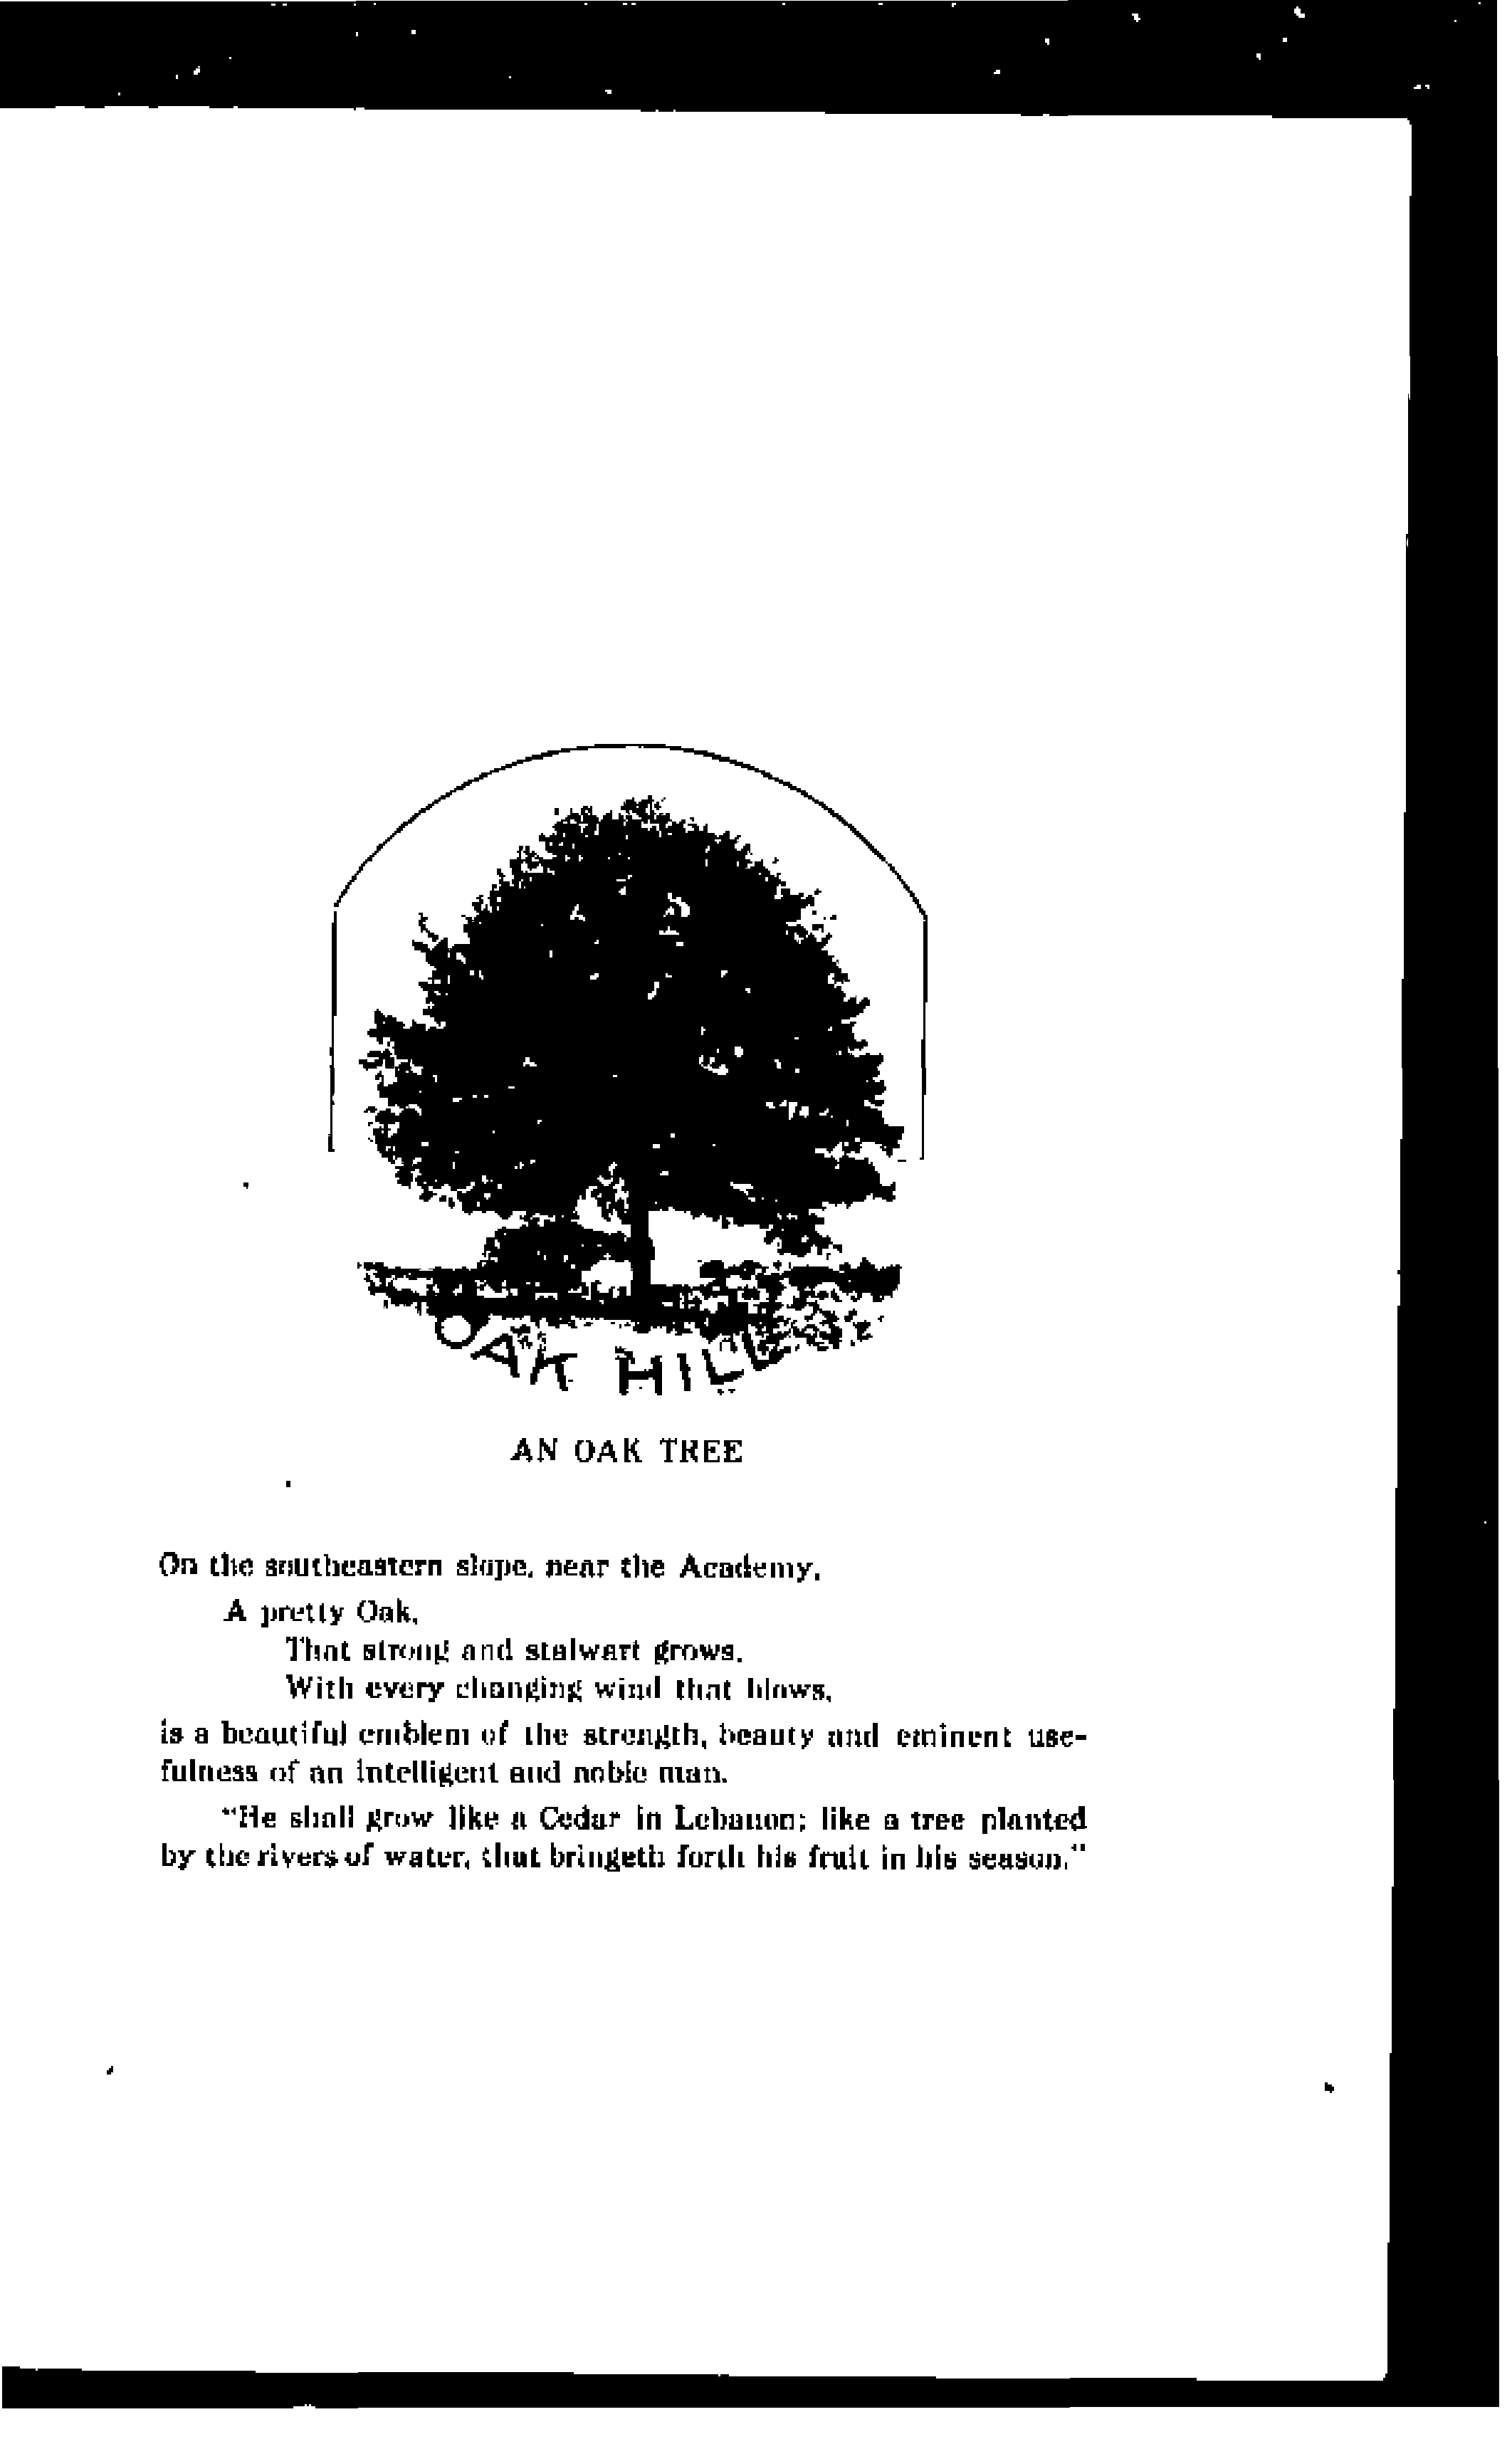 OAK HILL
AN OAK TREE
On the southeastern slope, near the Academy,
A pretty Oak,
That strong and stalwart grows.
With every changing wind that blows,
is a beautiful emblem of the strength, beauty and eminent use-
fulness of an intelligent and noble man.
"He shall grow like a Cedar in Lebanon; like a tree planted
by the rivers of water, that bringeth forth his fruit in his season."